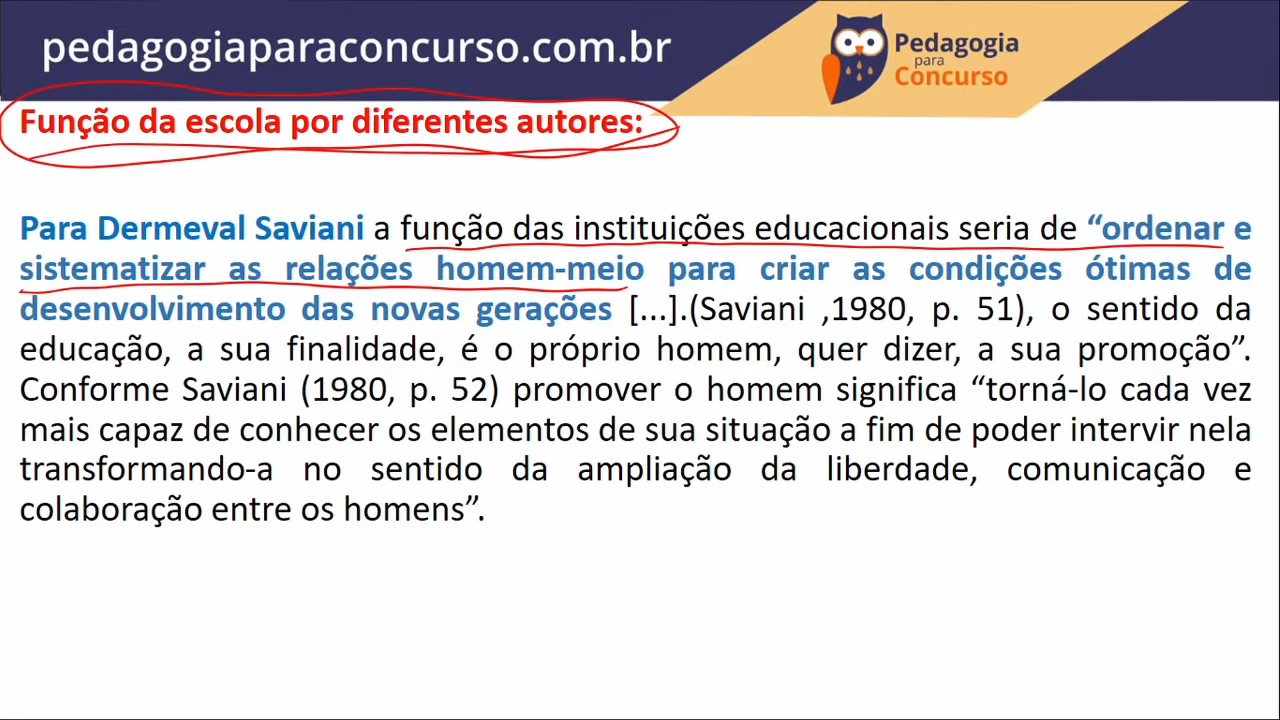 pedagogiaparaconcurso.com.br
Pedagogia
para
Concurso
Função da escola por diferentes autores:
Para Dermeval Saviani a função das instituições educacionais seria de “ordenar e
sistematizar as relações homem-meio para criar as condições ótimas de
desenvolvimento das novas gerações [...].(Saviani ,1980, p. 51), o sentido da
educação, a sua finalidade, é o próprio homem, quer dizer, a sua promoção”.
Conforme Saviani (1980, p. 52) promover o homem significa “torná-lo cada vez
mais capaz de conhecer os elementos de sua situação a fim de poder intervir nela
transformando-a no sentido da ampliação da liberdade, comunicação e
colaboração entre os homens”.